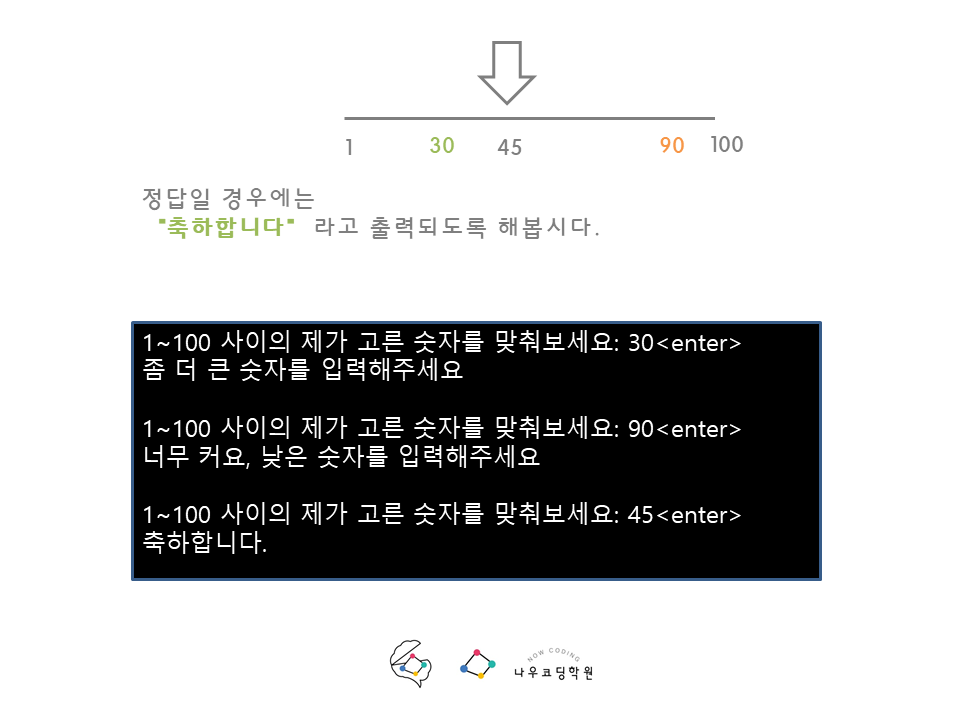 1 30 45 90 100
정답일 경우에는
"축하합니다" 라고 출력되도록 해봅시다.
1~100 사이의 제가 고른 숫자를 맞춰보세요: 30<enter>
좀 더 큰 숫자를 입력해주세요
1~100 사이의 제가 고른 숫자를 맞춰보세요: 90<enter>
너무 커요, 낮은 숫자를 입력해주세요
1~100 사이의 제가 고른 숫자를 맞춰보세요: 45<enter>
축하합니다.
NOW CODING
나우코딩학원